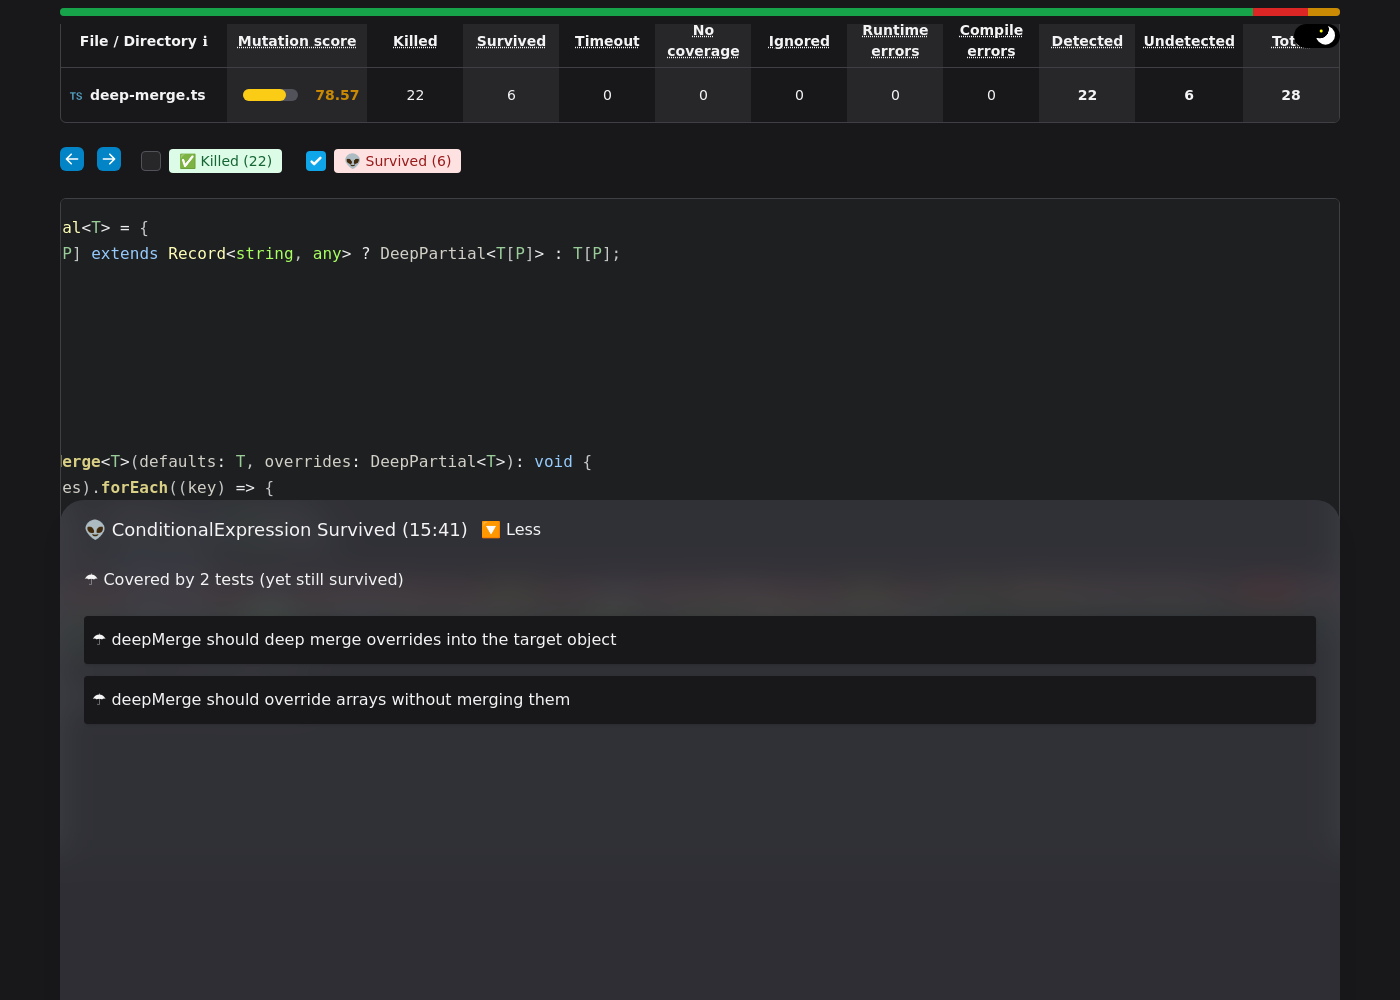 File / Directory ℹ Mutation score Killed Survived Timeout No coverage Ignored Runtime errors Compile errors Detected Undetected Tot
TS deep-merge.ts 78.57 22 6 0 0 0 0 0 22 6 28
✅ Killed (22) 👽 Survived (6)
al<T> = {
P] extends Record<string, any> ? DeepPartial<T[P]> : T[P];
erge<T>(defaults: T, overrides: DeepPartial<T>): void {
es).forEach((key) => {
👽 ConditionalExpression Survived (15:41) 🔽 Less
☂ Covered by 2 tests (yet still survived)
☂ deepMerge should deep merge overrides into the target object
☂ deepMerge should override arrays without merging them